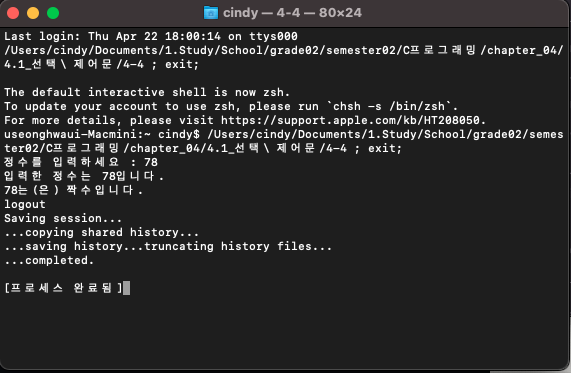 cindy — 4-4 — 80×24
Last login: Thu Apr 22 18:00:14 on ttys000
/Users/cindy/Documents/1.Study/School/grade02/semester02/C프로그래밍/chapter_04/
4.1_선택\ 제어문/4-4 ; exit;
The default interactive shell is now zsh.
To update your account to use zsh, please run `chsh -s /bin/zsh`.
For more details, please visit https://support.apple.com/kb/HT208050.
useonghwaui-Macmini:~ cindy$ /Users/cindy/Documents/1.Study/School/grade02/semes
ter02/C프로그래밍/chapter_04/4.1_선택\ 제어문/4-4 ; exit;
정수를 입력하세요 : 78
입력한 정수는 78입니다.
78는(은) 짝수입니다.
logout
Saving session...
...copying shared history...
...saving history...truncating history files...
...completed.
[프로세스 완료됨]